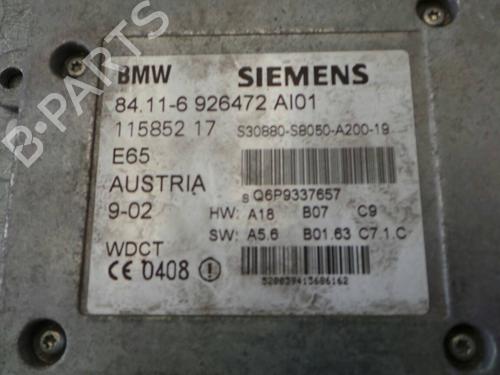 BMW SIEMENS
84.11-6 926472 AI01
115852 17 S30880-S8050-A200-19
E65
AUSTRIA S Q6P9337657
9-02 HW: A18 B07 C9
WDCT SW: A5.6 B01.63 C7.1.C
CE 0408
520039413686162
B-PARTS